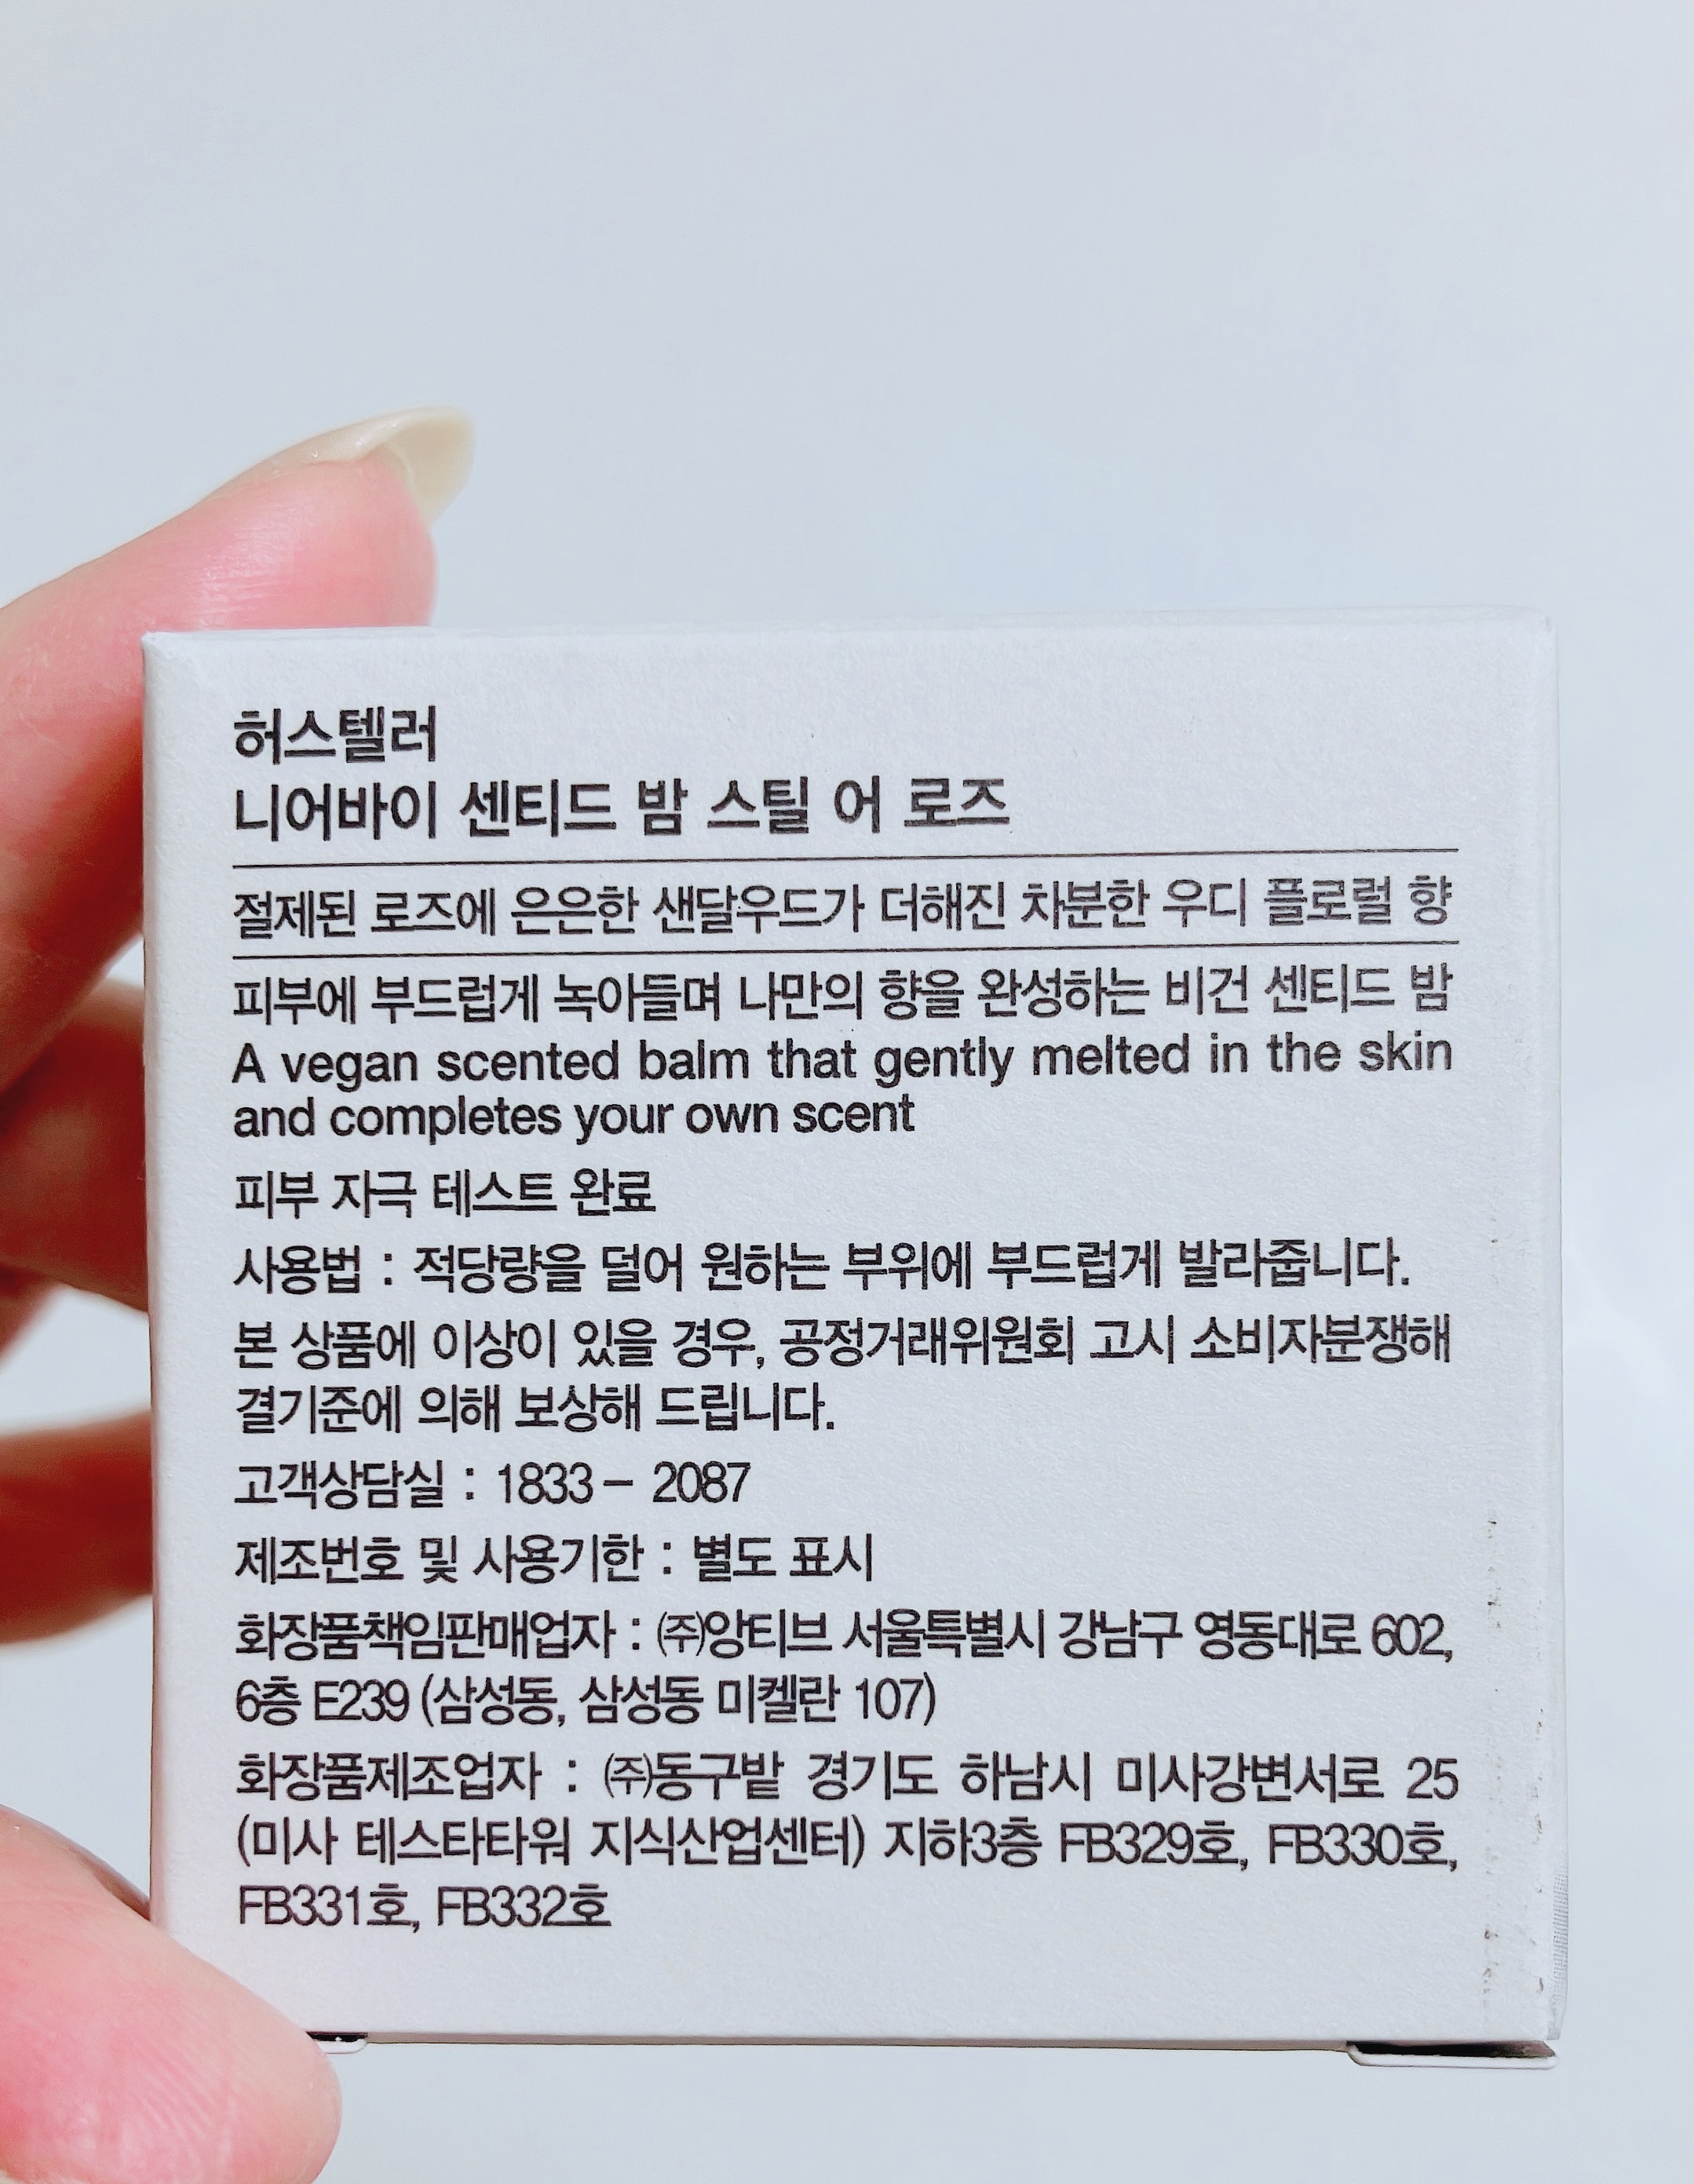 허스텔러
니어바이 센티드 밤 스틸 어 로즈
절제된 로즈에 은은한 샌달우드가 더해진 차분한 우디 플로럴 향
피부에 부드럽게 녹아들며 나만의 향을 완성하는 비건 센티드 밤
A vegan scented balm that gently melted in the skin
and completes your own scent
피부 자극 테스트 완료
사용법 : 적당량을 덜어 원하는 부위에 부드럽게 발라줍니다.
본 상품에 이상이 있을 경우, 공정거래위원회 고시 소비자분쟁해
결기준에 의해 보상해 드립니다.
고객상담실 : 1833 - 2087
제조번호 및 사용기한 : 별도 표시
화장품책임판매업자 : ㈜앙티브 서울특별시 강남구 영동대로 602,
6층 E239 (삼성동, 삼성동 미켈란 107)
화장품제조업자 : ㈜동구밭 경기도 하남시 미사강변서로 25
(미사 테스타타워 지식산업센터) 지하3층 FB329호, FB330호,
FB331호, FB332호